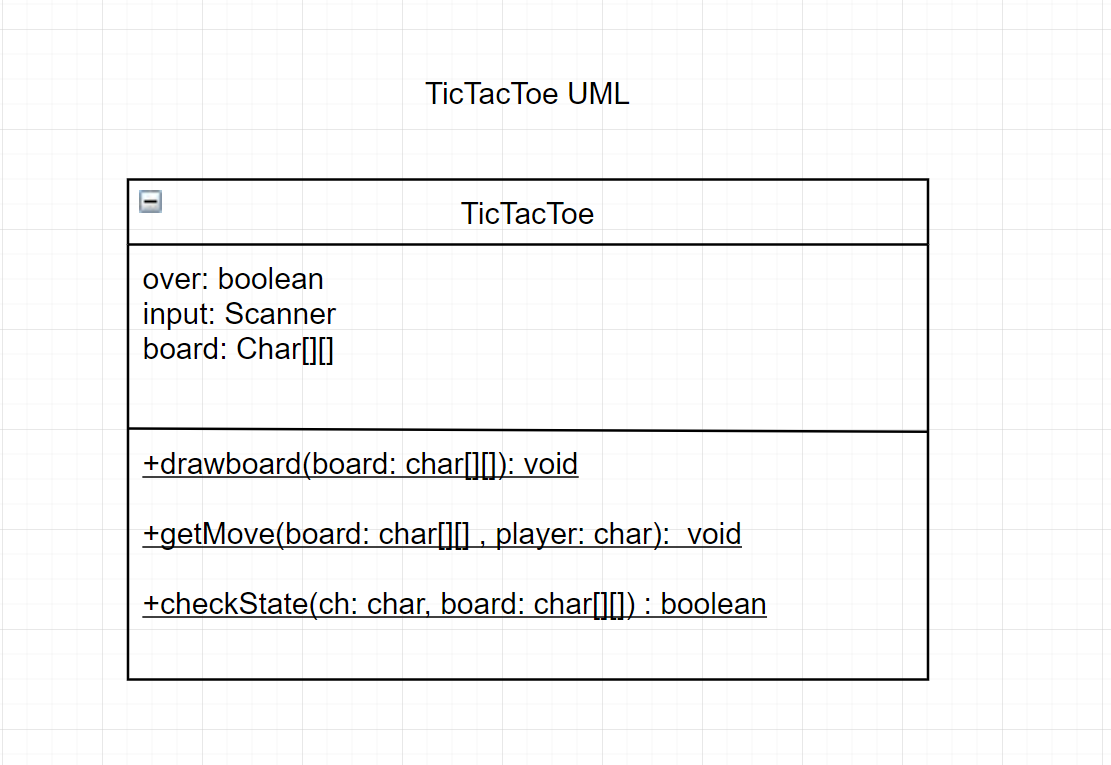 TicTacToe UML
TicTacToe
over: boolean
input: Scanner
board: Char[][]
+drawboard(board: char[][]): void
+getMove(board: char[][] , player: char):  void
+checkState(ch: char, board: char[][]) : boolean